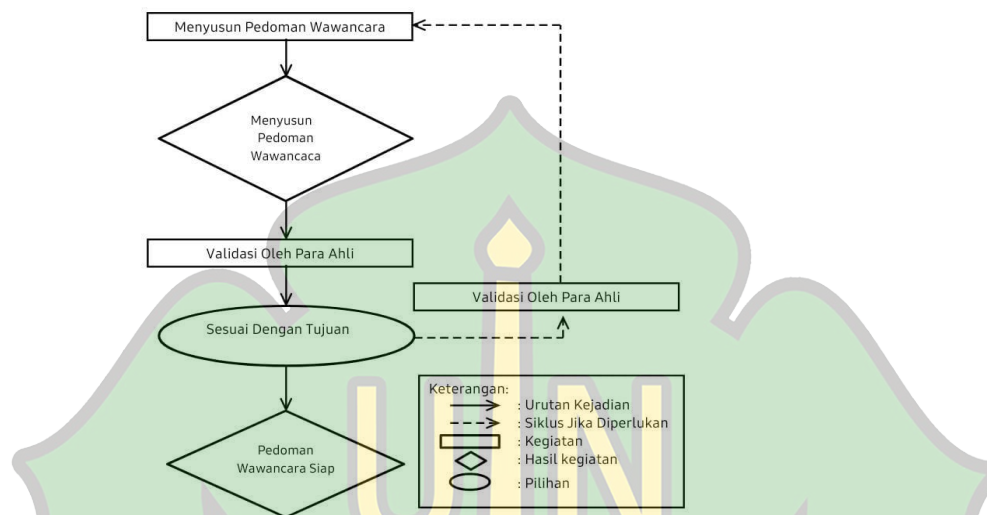 Menyusun Pedoman Wawancara
Menyusun
Pedoman
Wawancaca
Validasi Oleh Para Ahli
Sesuai Dengan Tujuan
Validasi Oleh Para Ahli
Pedoman
Wawancara Siap
Keterangan:
: Urutan Kejadian
: Siklus Jika Diperlukan
: Kegiatan
: Hasil kegiatan
: Pilihan
UIN